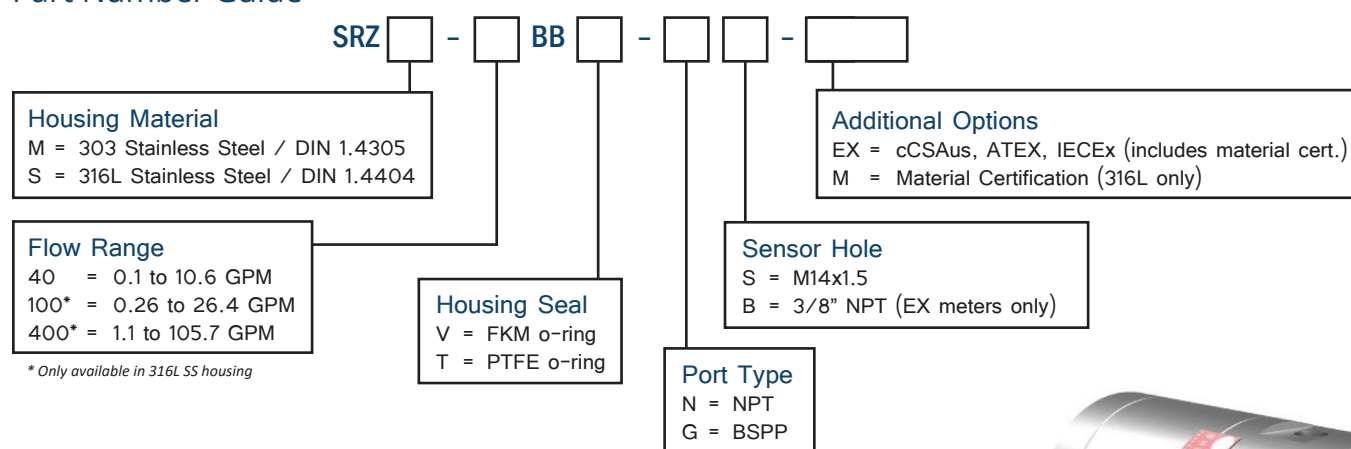 Part Number Guide
SRZ - BB - -
Housing Material
M = 303 Stainless Steel / DIN 1.4305
S = 316L Stainless Steel / DIN 1.4404
Additional Options
EX = cCSAus, ATEX, IECEx (includes material cert.)
M = Material Certification (316L only)
Flow Range
40 = 0.1 to 10.6 GPM
100* = 0.26 to 26.4 GPM
400* = 1.1 to 105.7 GPM
* Only available in 316L SS housing
Housing Seal
V = FKM o-ring
T = PTFE o-ring
Sensor Hole
S = M14x1.5
B = 3/8” NPT (EX meters only)
Port Type
N = NPT
G = BSPP